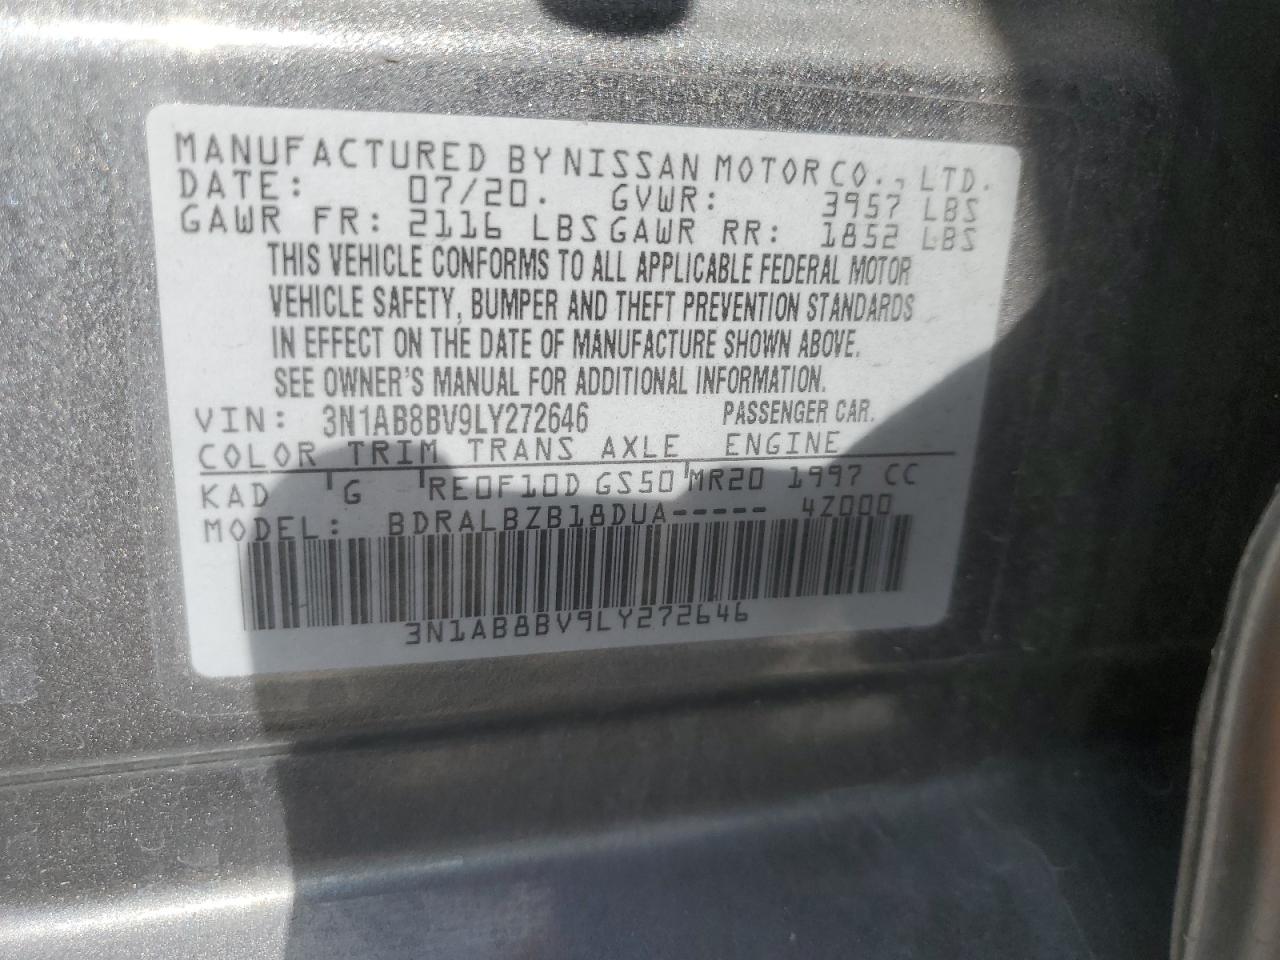 MANUFACTURED BY NISSAN MOTOR CO., LTD.
DATE: 07/20. GVWR: 3957 LBS
GAWR FR: 2116 LBS GAWR RR: 1852 LBS
THIS VEHICLE CONFORMS TO ALL APPLICABLE FEDERAL MOTOR
VEHICLE SAFETY, BUMPER AND THEFT PREVENTION STANDARDS
IN EFFECT ON THE DATE OF MANUFACTURE SHOWN ABOVE.
SEE OWNER'S MANUAL FOR ADDITIONAL INFORMATION.
VIN: 3N1AB8BV9LY272646 PASSENGER CAR.
COLOR TRIM TRANS AXLE ENGINE
KAD G RE0F10D GS50 MR20 1997 CC
MODEL: BDRALBZB18DUA----- 4Z000
3N1AB8BV9LY272646